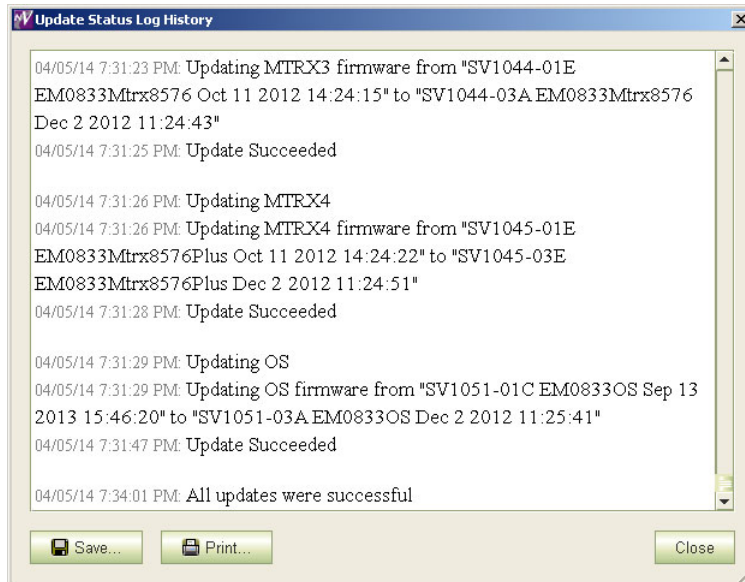 Update Status Log History
04/05/14 7:31:23 PM: Updating MTRX3 firmware from "SV1044-01E
EM0833Mtrx8576 Oct 11 2012 14:24:15" to "SV1044-03A EM0833Mtrx8576
Dec 2 2012 11:24:43"
04/05/14 7:31:25 PM: Update Succeeded
04/05/14 7:31:26 PM: Updating MTRX4
04/05/14 7:31:26 PM: Updating MTRX4 firmware from "SV1045-01E
EM0833Mtrx8576Plus Oct 11 2012 14:24:22" to "SV1045-03E
EM0833Mtrx8576Plus Dec 2 2012 11:24:51"
04/05/14 7:31:28 PM: Update Succeeded
04/05/14 7:31:29 PM: Updating OS
04/05/14 7:31:29 PM: Updating OS firmware from "SV1051-01C EM0833OS Sep 13
2013 15:46:20" to "SV1051-03A EM0833OS Dec 2 2012 11:25:41"
04/05/14 7:31:47 PM: Update Succeeded
04/05/14 7:34:01 PM: All updates were successful
Save... Print... Close